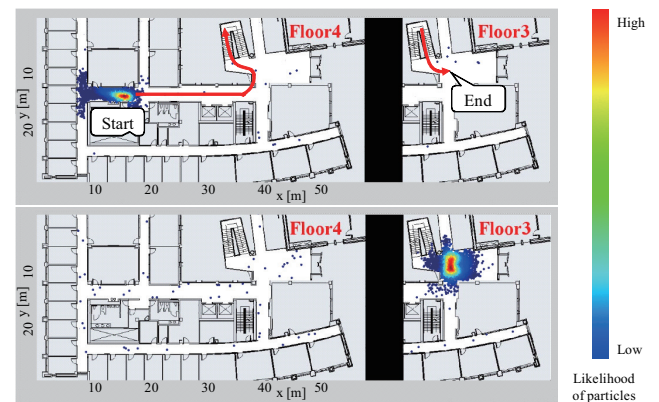 Floor4
Floor3
High
10
20
y [m]
Start
End
10
20
30
40
50
x [m]
Floor4
Floor3
10
20
y [m]
10
20
30
40
50
x [m]
Low
Likelihood
of particles